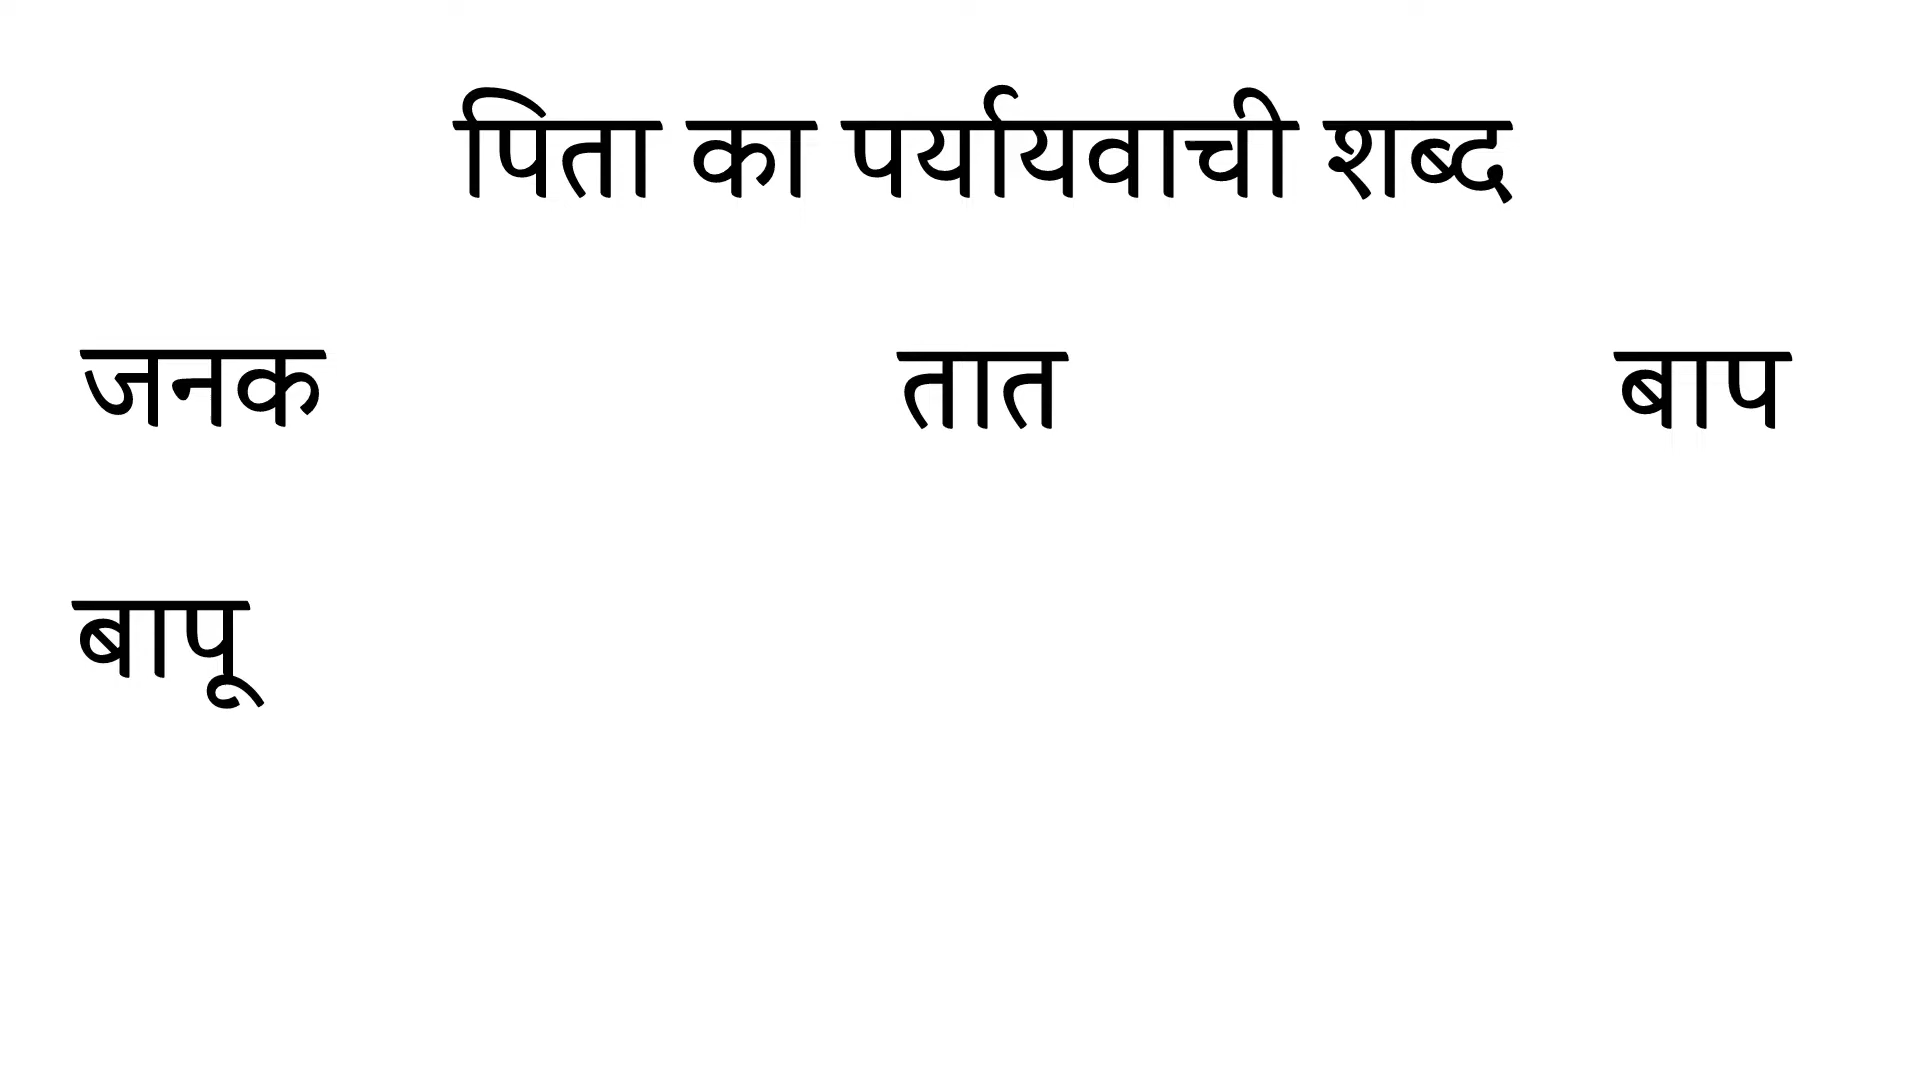 पिता का पर्यायवाची शब्द
जनक तात बाप
बापू